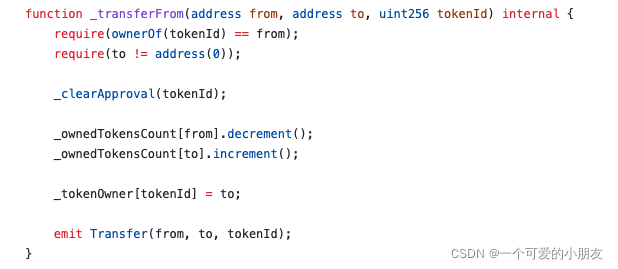 function _transferFrom(address from, address to, uint256 tokenId) internal {
    require(ownerOf(tokenId) == from);
    require(to != address(0));

    _clearApproval(tokenId);

    _ownedTokensCount[from].decrement();
    _ownedTokensCount[to].increment();

    _tokenOwner[tokenId] = to;

    emit Transfer(from, to, tokenId);
}
CSDN @一个可爱的小朋友